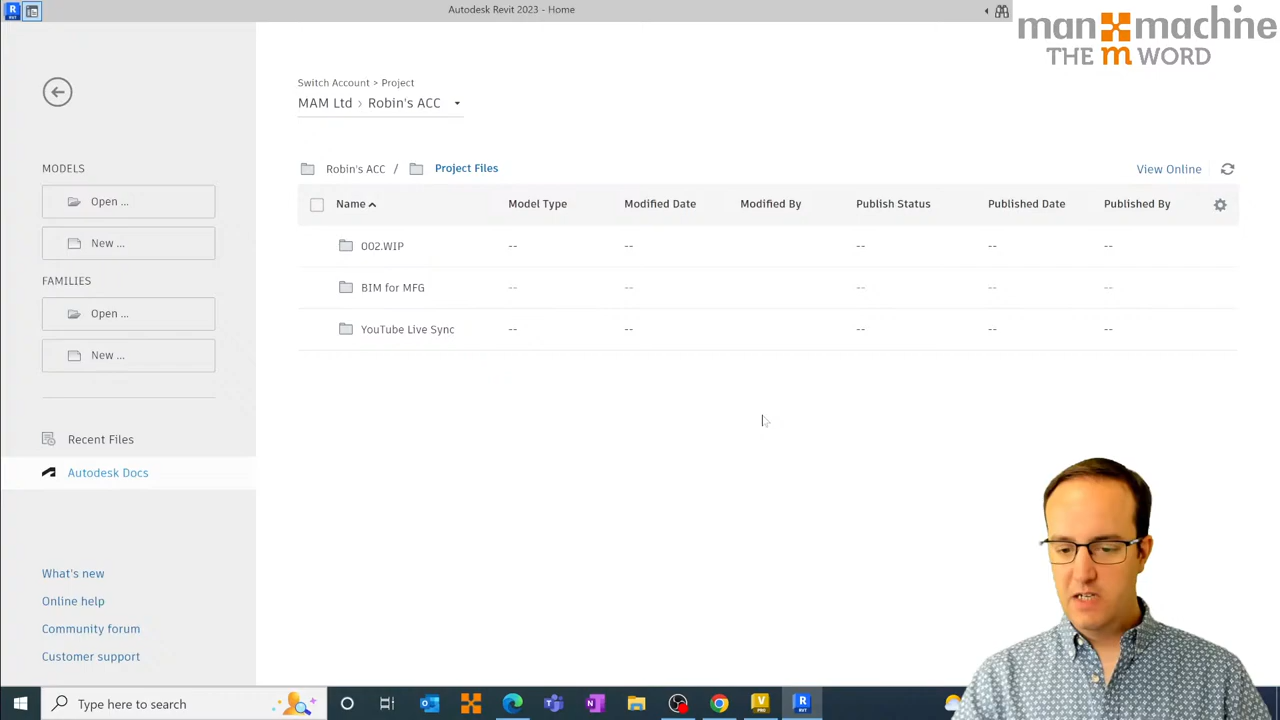 Autodesk Revit 2023 - Home
man machine
THE m WORD
Switch Account > Project
MAM Ltd > Robin's ACC
MODELS
Open ...
New ...
FAMILIES
Open ...
New ...
Recent Files
Autodesk Docs
What's new
Online help
Community forum
Customer support
Robin's ACC / Project Files
View Online
Name Model Type Modified Date Modified By Publish Status Published Date Published By
002.WIP -- -- -- -- --
BIM for MFG -- -- -- -- --
YouTube Live Sync -- -- -- -- --
Type here to search